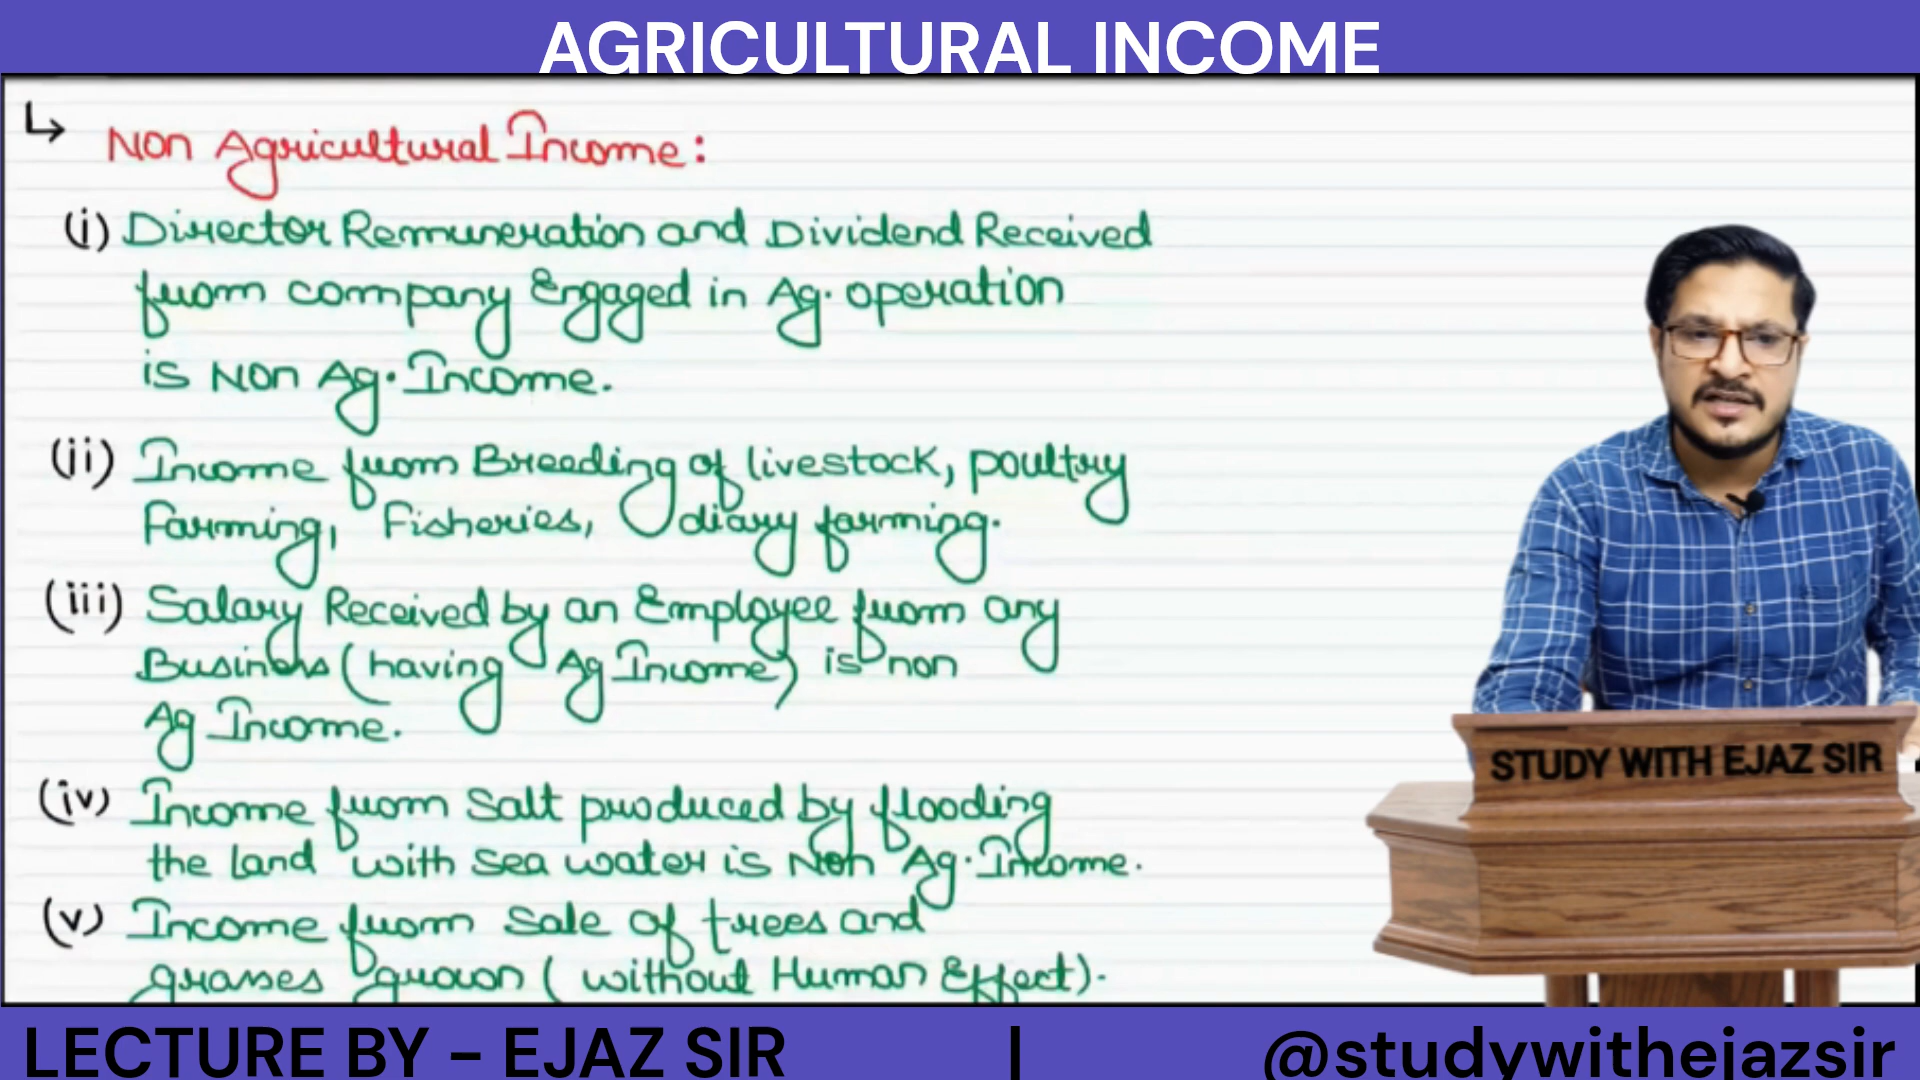 AGRICULTURAL INCOME
↳ Non Agricultural Income:
(i) Director Remuneration and Dividend Received
from company Engaged in Ag. operation
is Non Ag. Income.
(ii) Income from Breeding of livestock, poultry
Farming, Fisheries, diary farming.
(iii) Salary Received by an Employee from any
Business (having Ag Income) is non
Ag Income.
(iv) Income from Salt produced by flooding
the land with sea water is Non Ag. Income.
(v) Income from Sale of trees and
grasses grown ( without Human Effect).
STUDY WITH EJAZ SIR
LECTURE BY - EJAZ SIR | @studywithejazsir